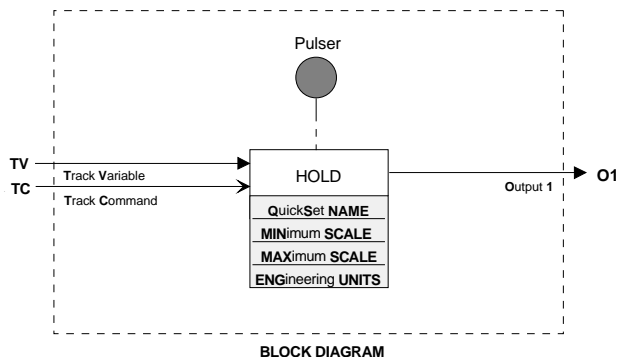 Pulser
TV
Track Variable
TC
Track Command
HOLD
O1
Output 1
QuickSet NAME
MINimum SCALE
MAXimum SCALE
ENGineering UNITS
BLOCK DIAGRAM